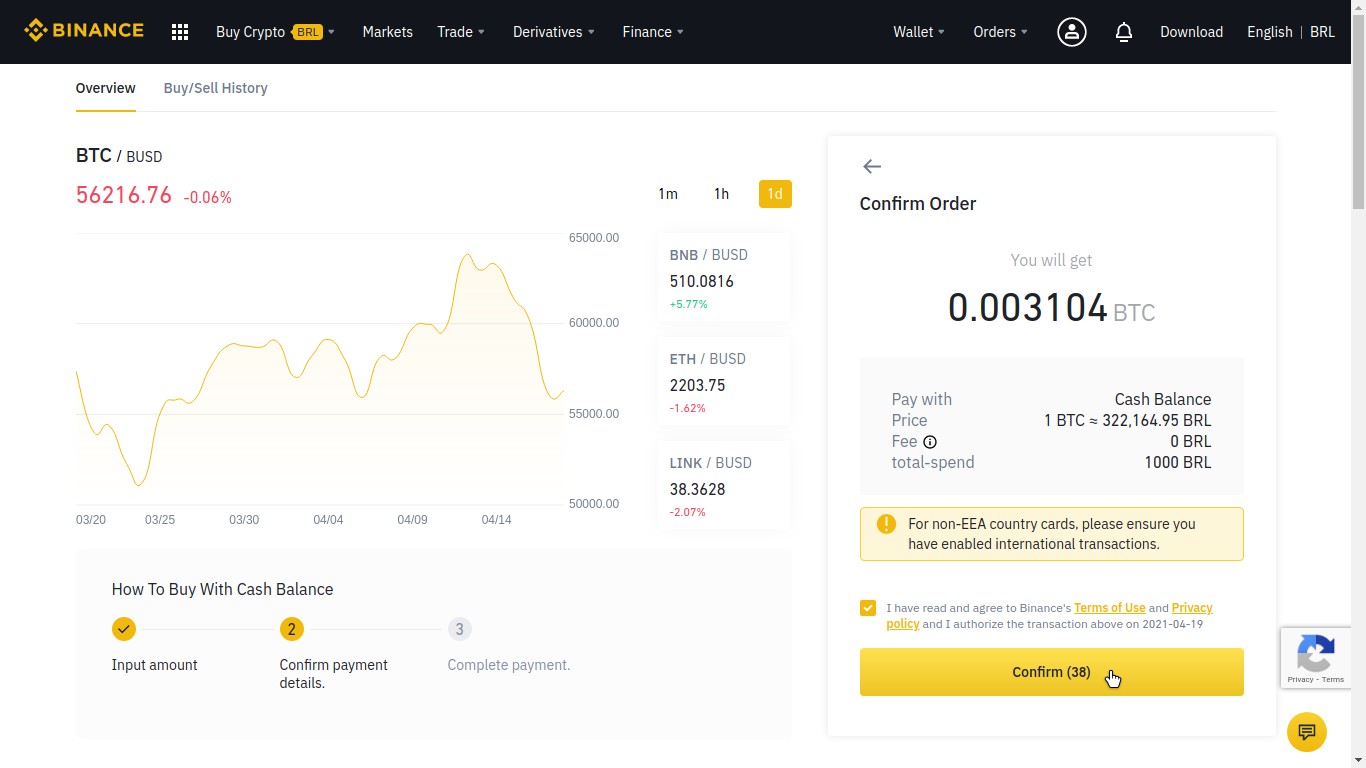 BINANCE
Buy Crypto BRL
Markets
Trade
Derivatives
Finance
Wallet
Orders
Download
English | BRL
Overview
Buy/Sell History
BTC / BUSD
56216.76 -0.06%
1m 1h 1d
65000.00
60000.00
55000.00
50000.00
03/20 03/25 03/30 04/04 04/09 04/14
BNB / BUSD
510.0816
+5.77%
ETH / BUSD
2203.75
-1.62%
LINK / BUSD
38.3628
-2.07%
How To Buy With Cash Balance
2
3
Input amount
Confirm payment
details.
Complete payment.
Confirm Order
You will get
0.003104 BTC
Pay with Cash Balance
Price 1 BTC ≈ 322,164.95 BRL
Fee 0 BRL
total-spend 1000 BRL
For non-EEA country cards, please ensure you
have enabled international transactions.
I have read and agree to Binance's Terms of Use and Privacy
policy and I authorize the transaction above on 2021-04-19
Confirm (38)
Privacy - Terms